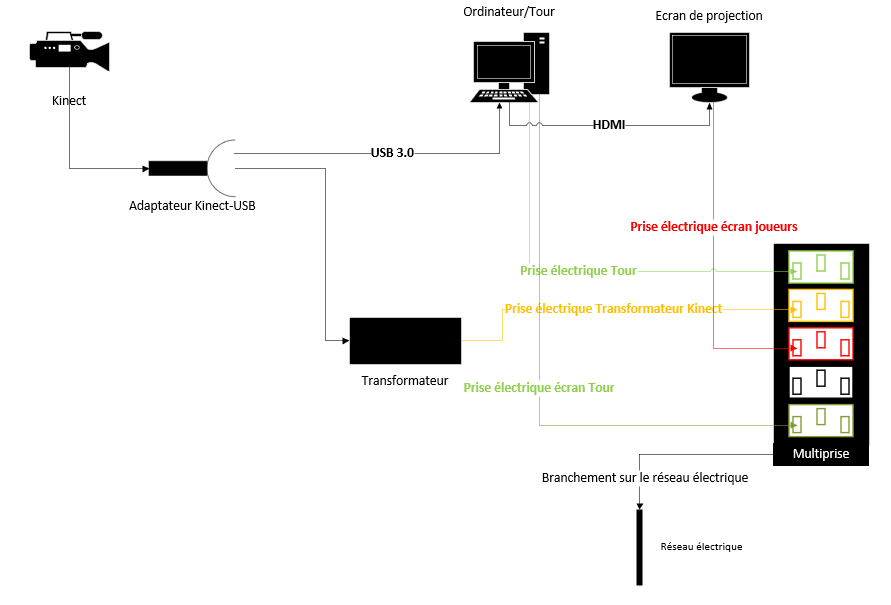 Ordinateur/Tour
Ecran de projection
Kinect
HDMI
USB 3.0
Adaptateur Kinect-USB
Prise électrique écran joueurs
Prise électrique Tour
Prise électrique Transformateur Kinect
Transformateur
Prise électrique écran Tour
Multiprise
Branchement sur le réseau électrique
Réseau électrique